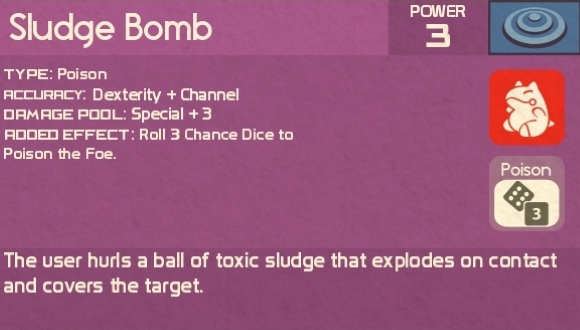 Sludge Bomb
POWER
3
TYPE: Poison
ACCURACY: Dexterity + Channel
DAMAGE POOL: Special + 3
ADDED EFFECT: Roll 3 Chance Dice to
Poison the Foe.
Poison
3
The user hurls a ball of toxic sludge that explodes on contact
and covers the target.